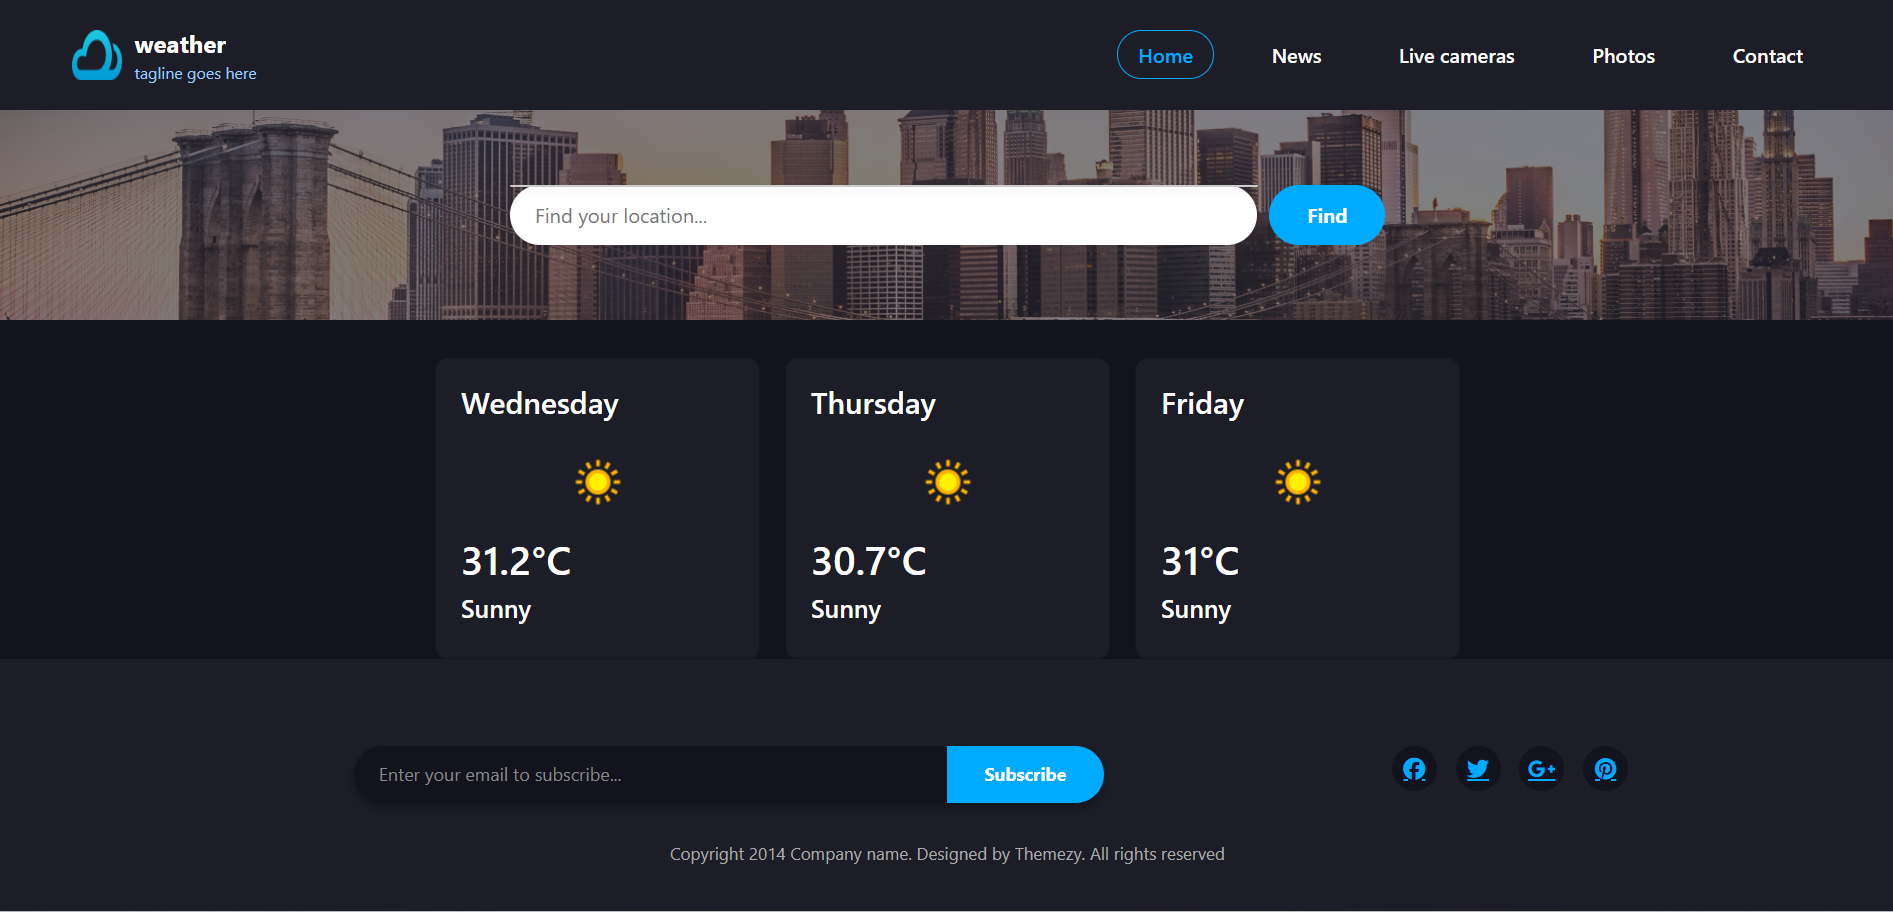 weather
tagline goes here
Home News Live cameras Photos Contact
Find your location...
Find
Wednesday
31.2°C
Sunny
Thursday
30.7°C
Sunny
Friday
31°C
Sunny
Enter your email to subscribe...
Subscribe
Copyright 2014 Company name. Designed by Themezy. All rights reserved